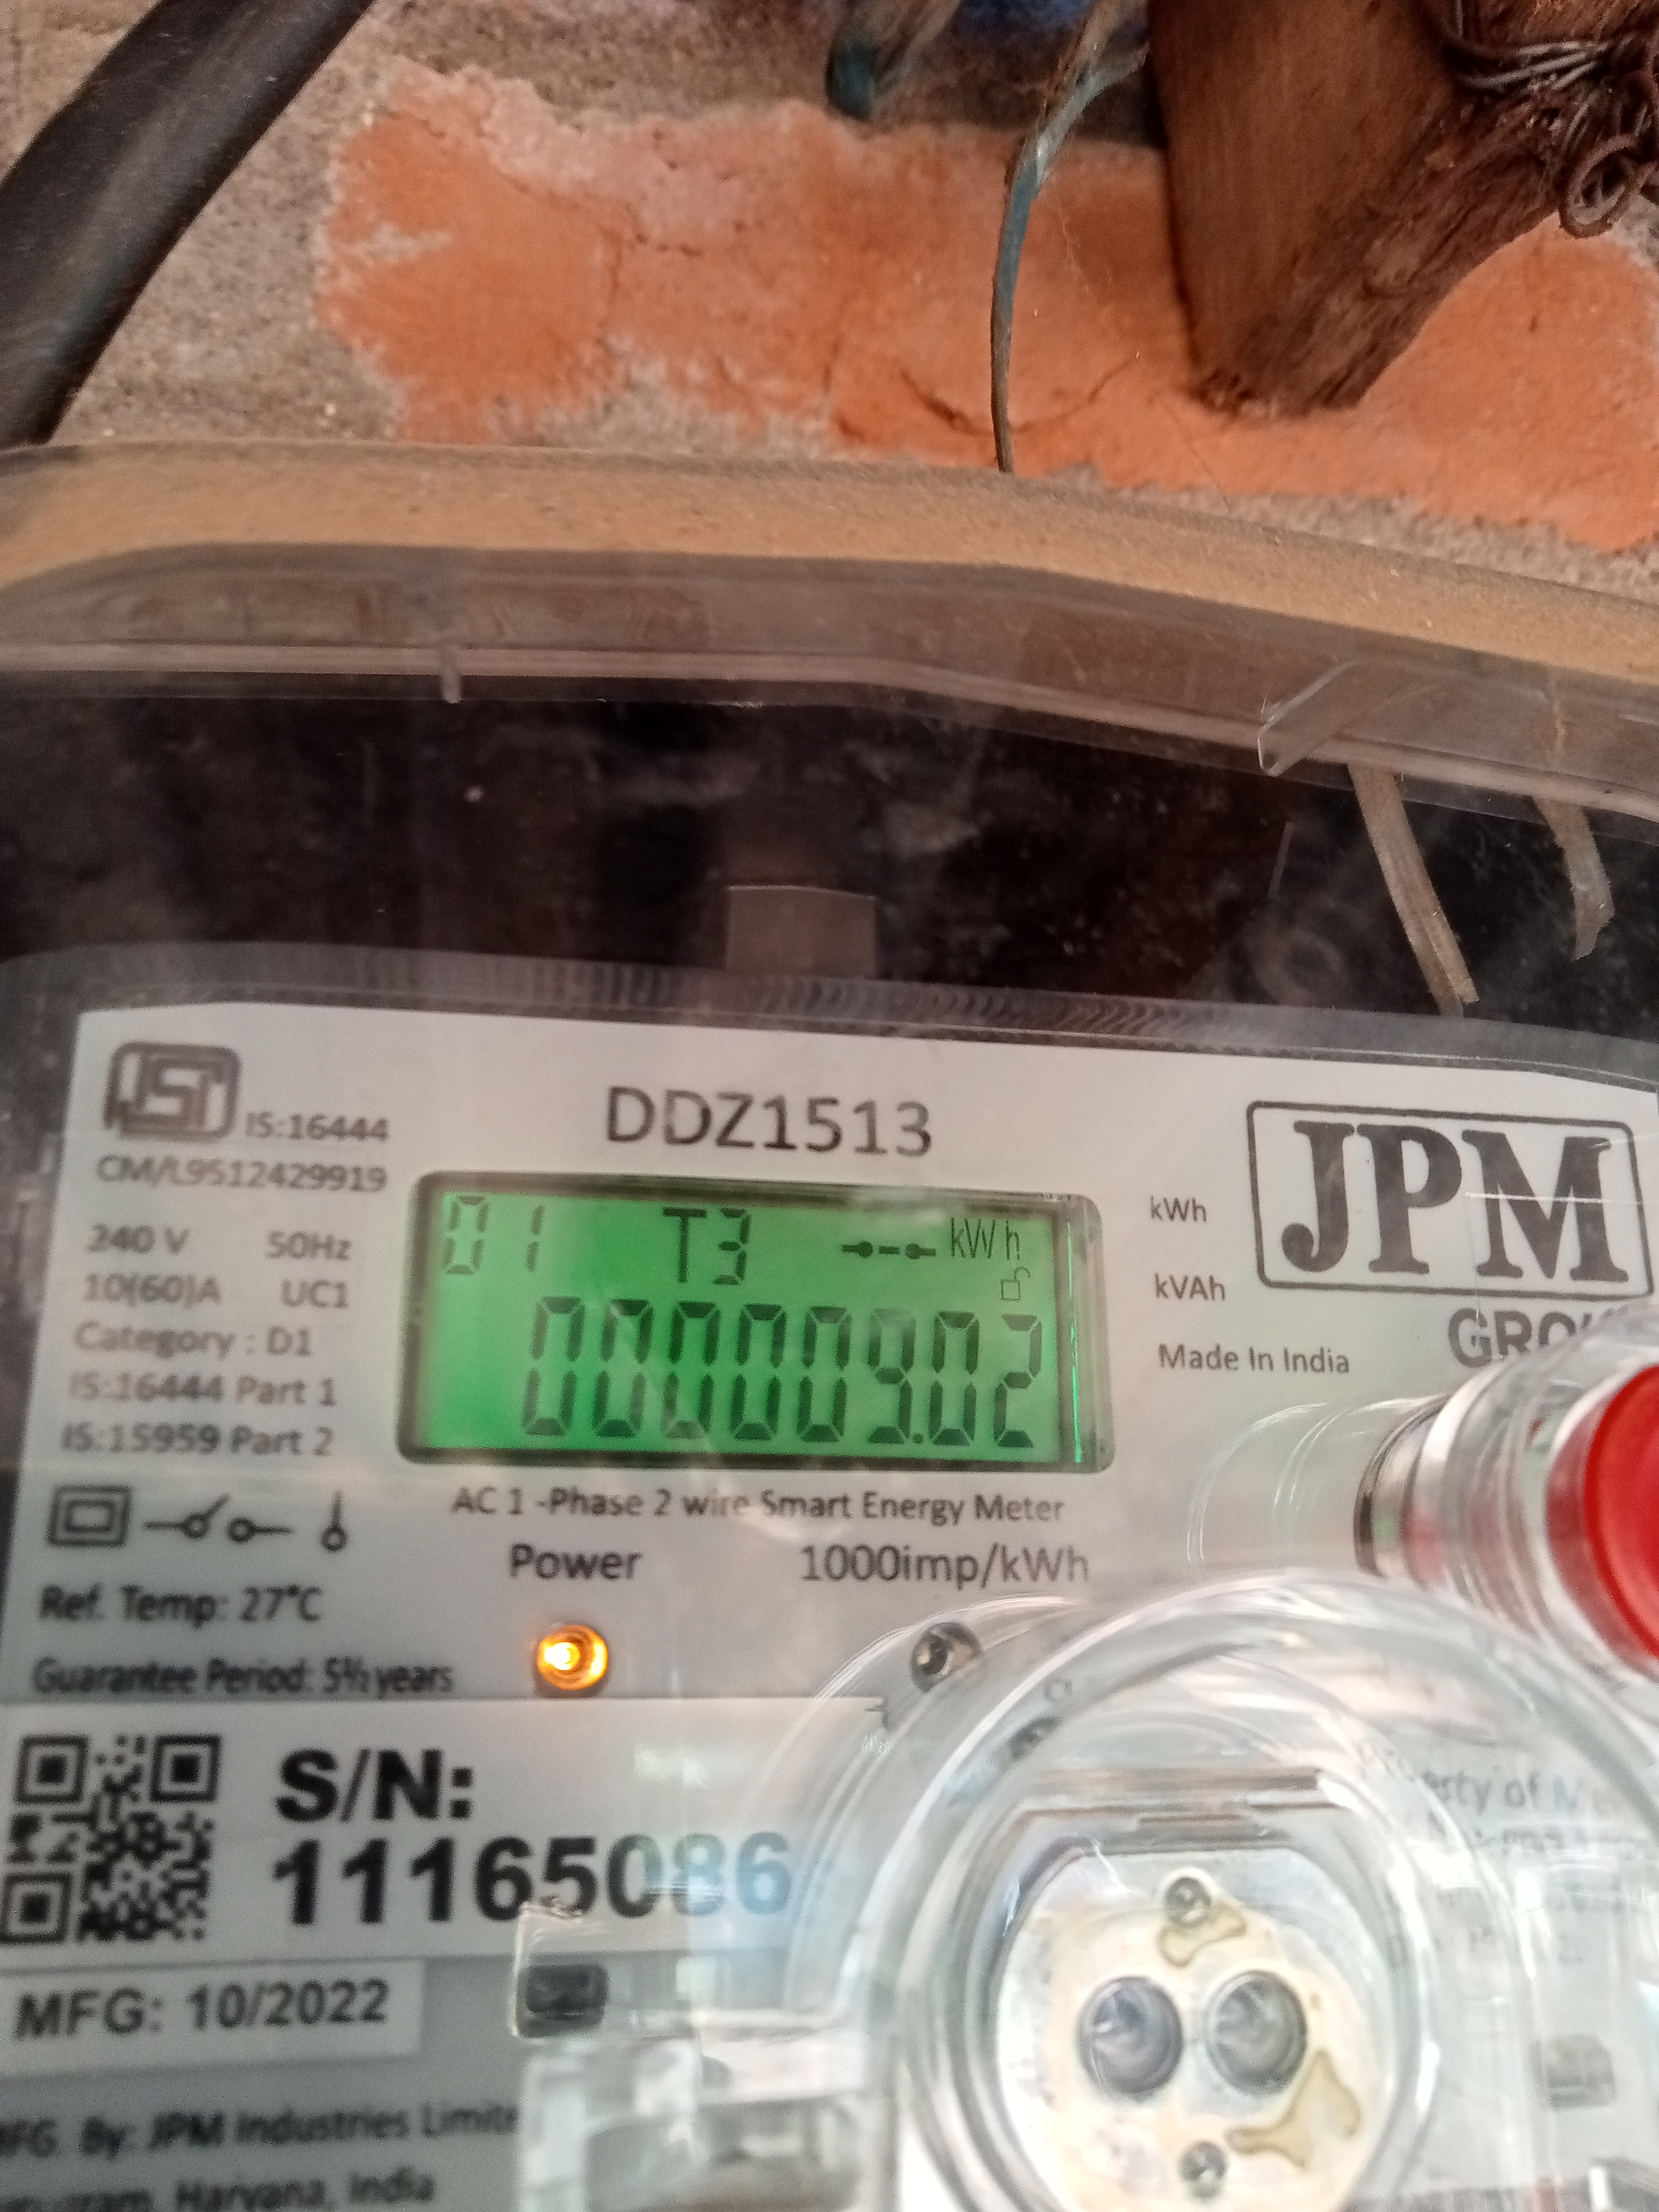 ISI IS:16444
CM/L9512429919
DDZ1513
JPM
240 V 50Hz
10(60)A UC1
Category : D1
IS:16444 Part 1
IS:15959 Part 2
01 T3 kWh
000009.02
kWh
kVAh
Made In India
AC 1 -Phase 2 wire Smart Energy Meter
Power 1000imp/kWh
Ref. Temp: 27°C
Guarantee Period: 5½ years
S/N:
11165086
MFG: 10/2022
By: JPM Industries
Haryana, India